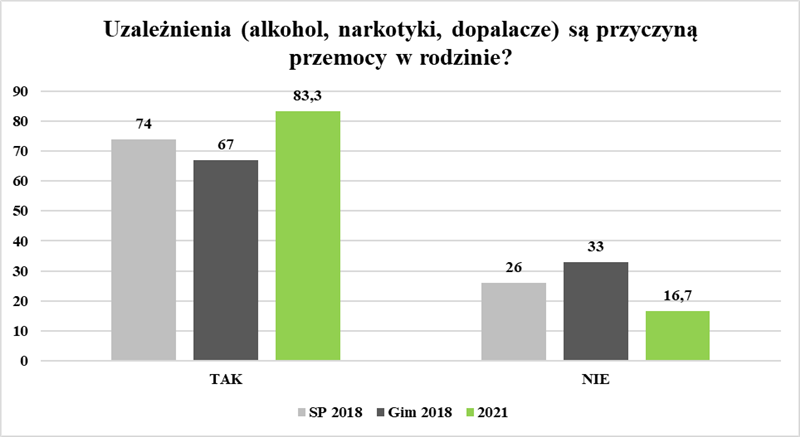 Uzależnienia (alkohol, narkotyki, dopalacze) są przyczyną
przemocy w rodzinie?
90
80
70
60
50
40
30
20
10
0
74
67
83,3
26
33
16,7
TAK
NIE
SP 2018
Gim 2018
2021